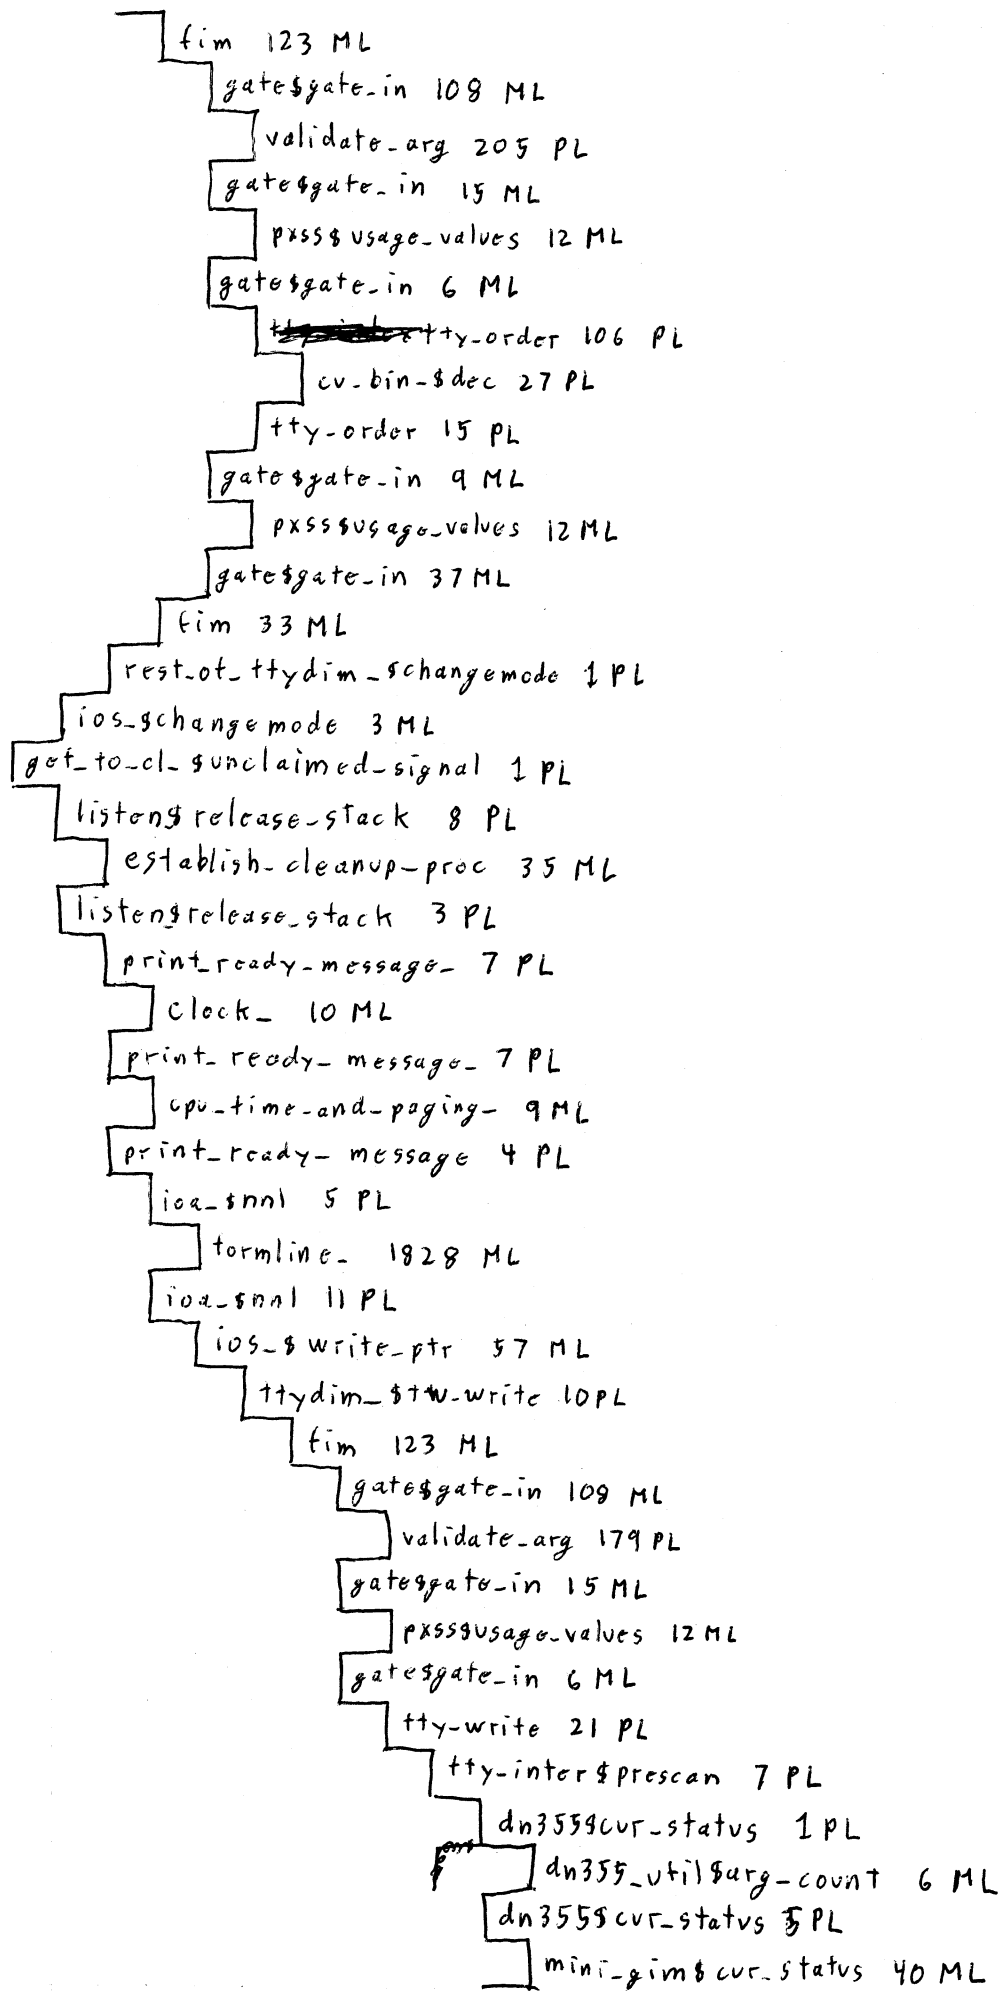 fim 123 ML
gate$gate_in 108 ML
validate_arg 205 PL
gate$gate_in 15 ML
pxss$usage_values 12 ML
gate$gate_in 6 ML
tty_order 106 PL
cv_bin_$dec 27 PL
tty_order 15 PL
gate$gate_in 9 ML
pxss$usage_values 12 ML
gate$gate_in 37 ML
fim 33 ML
rest_of_ttydim_$changemode 1 PL
ios_$changemode 3 ML
get_to_cl_$unclaimed_signal 1 PL
listen$release_stack 8 PL
establish_cleanup_proc 35 ML
listen$release_stack 3 PL
print_ready_message_ 7 PL
clock_ 10 ML
print_ready_message_ 7 PL
cpu_time_and_paging_ 9 ML
print_ready_message 4 PL
ioa_$nnl 5 PL
formline_ 1828 ML
ioa_$nnl 11 PL
ios_$write_ptr 57 ML
ttydim_$ttw_write 10 PL
fim 123 ML
gate$gate_in 108 ML
validate_arg 179 PL
gate$gate_in 15 ML
pxss$usage_values 12 ML
gate$gate_in 6 ML
tty_write 21 PL
tty_inter$prescan 7 PL
dn355$cur_status 1 PL
dn355_util$arg_count 6 ML
dn355$cur_status 5 PL
mini_gim$cur_status 40 ML